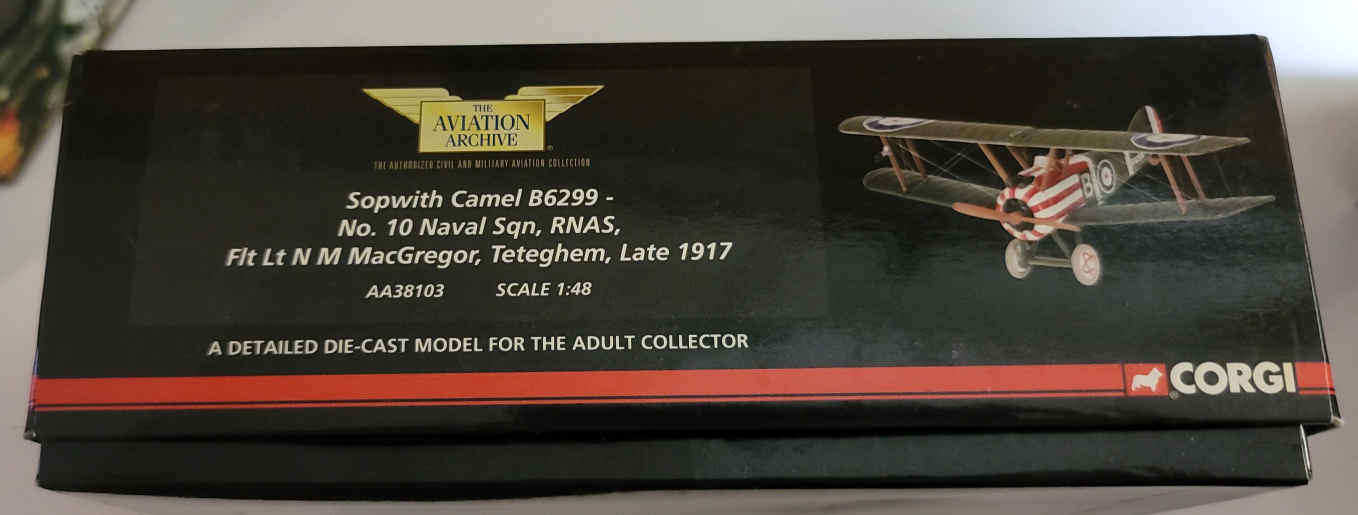 THE
AVIATION
ARCHIVE
THE AUTHORIZED CIVIL AND MILITARY AVIATION COLLECTION
Sopwith Camel B6299 -
No. 10 Naval Sqn, RNAS,
Flt Lt N M MacGregor, Teteghem, Late 1917
AA38103 SCALE 1:48
A DETAILED DIE-CAST MODEL FOR THE ADULT COLLECTOR
B
CORGI